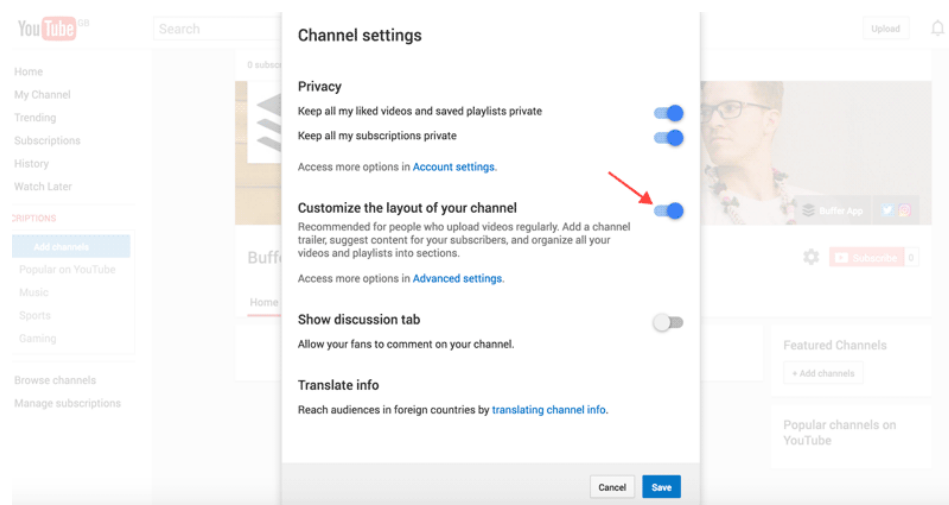 YouTube GB
Search
Upload
Home
My Channel
Trending
Subscriptions
History
Watch Later
CRIPTIONS
Add channels
Popular on YouTube
Music
Sports
Gaming
Browse channels
Manage subscriptions
0 subscr
Buffe
Home
Channel settings
Privacy
Keep all my liked videos and saved playlists private
Keep all my subscriptions private
Access more options in Account settings.
Customize the layout of your channel
Recommended for people who upload videos regularly. Add a channel
trailer, suggest content for your subscribers, and organize all your
videos and playlists into sections.
Access more options in Advanced settings.
Show discussion tab
Allow your fans to comment on your channel.
Translate info
Reach audiences in foreign countries by translating channel info.
Cancel Save
Buffer App
Subscribe 0
Featured Channels
+ Add channels
Popular channels on
YouTube